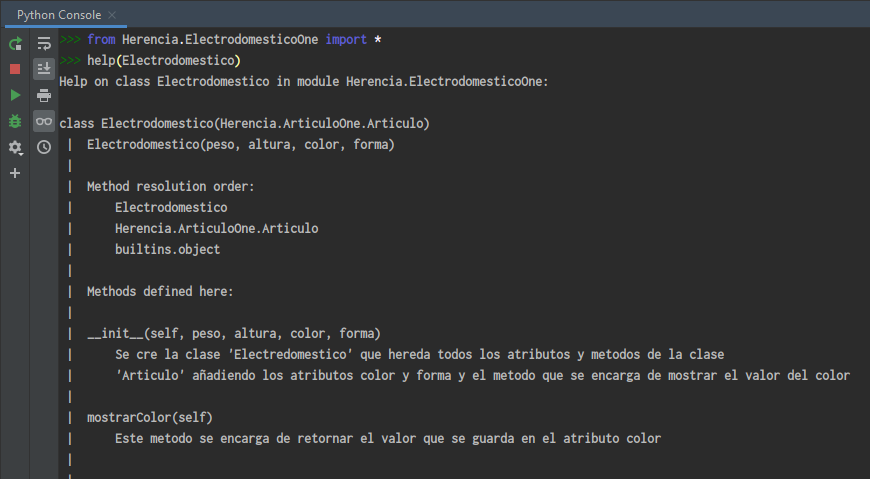 Python Console
>>> from Herencia.ElectrodomesticoOne import *
>>> help(Electrodomestico)
Help on class Electrodomestico in module Herencia.ElectrodomesticoOne:
class Electrodomestico(Herencia.ArticuloOne.Articulo)
 |  Electrodomestico(peso, altura, color, forma)
 |
 |  Method resolution order:
 |      Electrodomestico
 |      Herencia.ArticuloOne.Articulo
 |      builtins.object
 |
 |  Methods defined here:
 |
 |  __init__(self, peso, altura, color, forma)
 |      Se cre la clase 'Electredomestico' que hereda todos los atributos y metodos de la clase
 |      'Articulo' añadiendo los atributos color y forma y el metodo que se encarga de mostrar el valor del color
 |
 |  mostrarColor(self)
 |      Este metodo se encarga de retornar el valor que se guarda en el atributo color
 |
 |